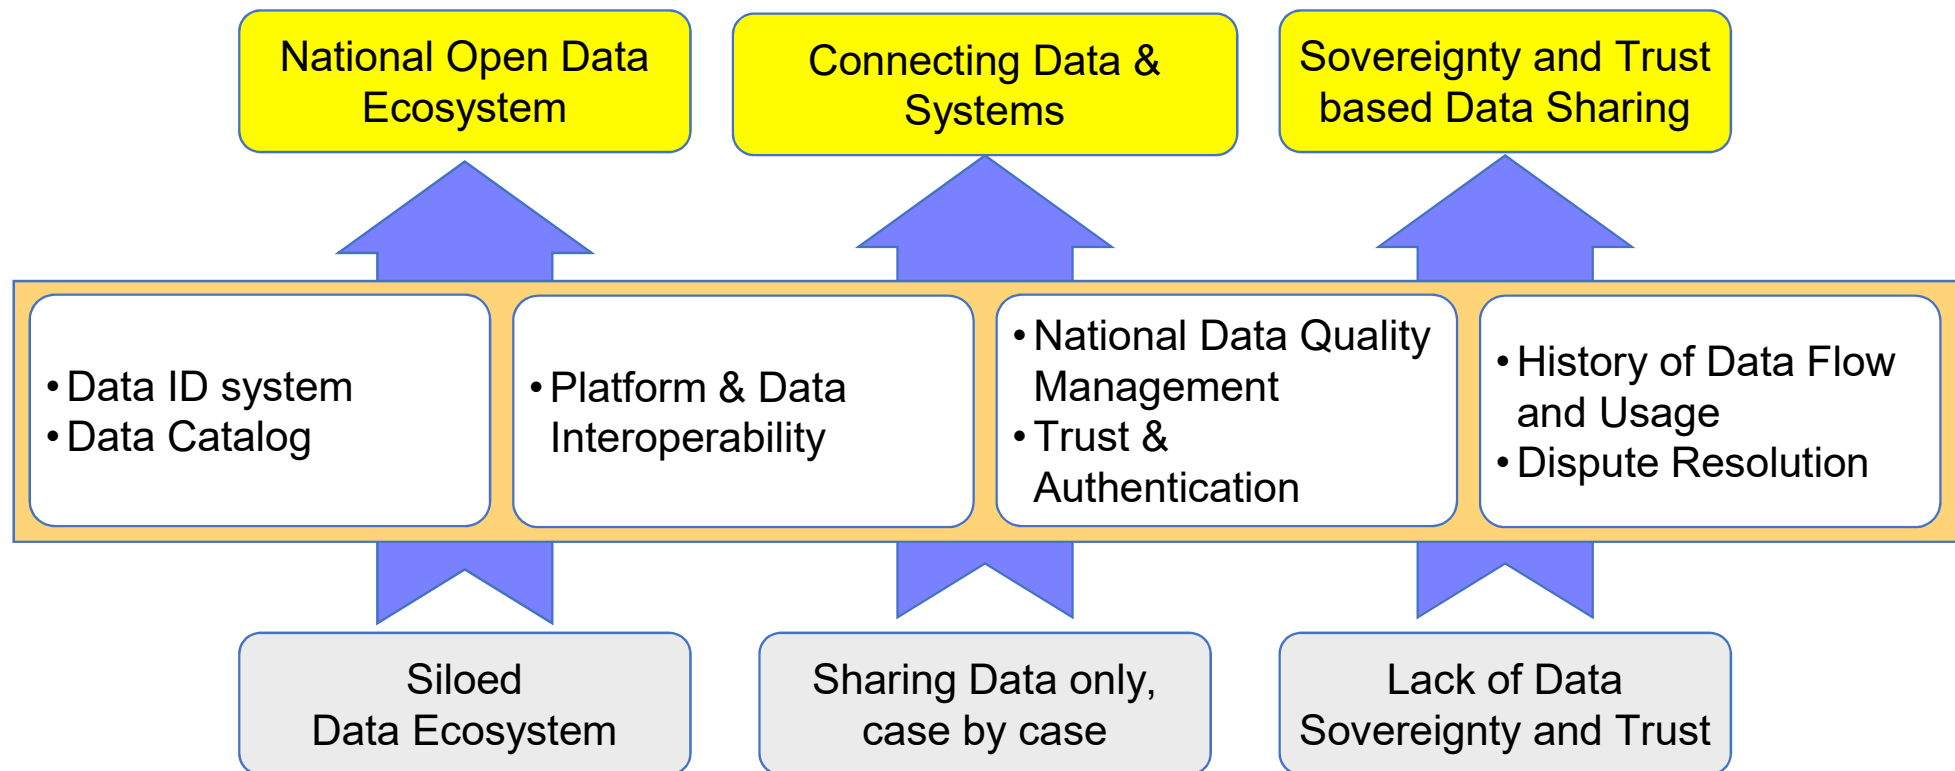 National Open Data
Ecosystem
Connecting Data &
Systems
Sovereignty and Trust
based Data Sharing
• Data ID system
• Data Catalog
• Platform & Data
Interoperability
• National Data Quality
Management
• Trust &
Authentication
• History of Data Flow
and Usage
• Dispute Resolution
Siloed
Data Ecosystem
Sharing Data only,
case by case
Lack of Data
Sovereignty and Trust